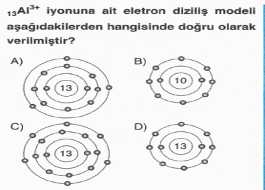 ₁₃Al³⁺ iyonuna ait eletron diziliş modeli
aşağıdakilerden hangisinde doğru olarak
verilmiştir?
A) 13
B) 10
C) 13
D) 13